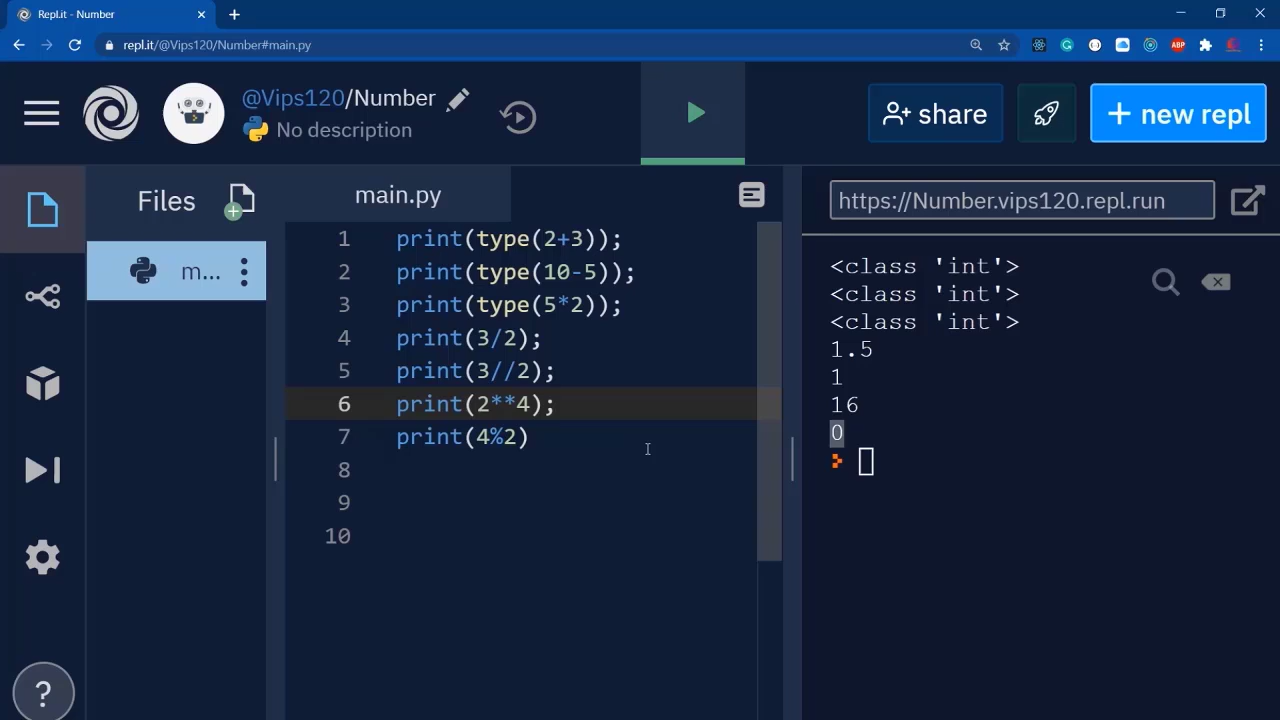 Repl.it - Number
repl.it/@Vips120/Number#main.py
ABP
@Vips120/Number
No description
share
+ new repl
Files
main.py
https://Number.vips120.repl.run
m...
1 print(type(2+3));
2 print(type(10-5));
3 print(type(5*2));
4 print(3/2);
5 print(3//2);
6 print(2**4);
7 print(4%2)
8
9
10
<class 'int'>
<class 'int'>
<class 'int'>
1.5
1
16
0
?